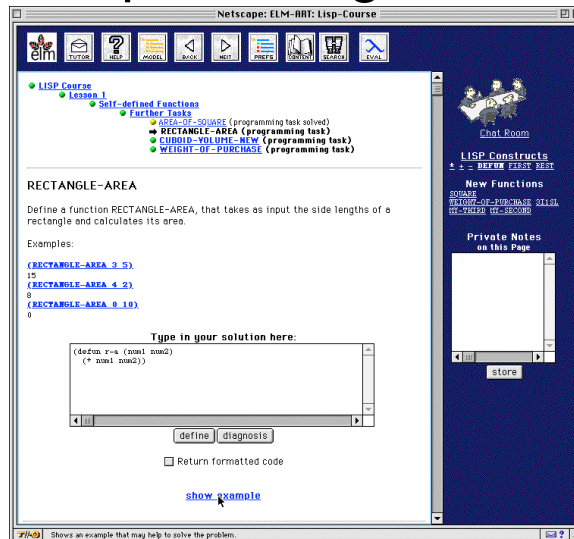 Netscape: ELM-ART: Lisp-Course
elm TUTOR HELP MODEL BACK NEXT PREFS CONTENT SEARCH EVAL
LISP Course
Lesson 1
Self-defined Functions
Further Tasks
AREA-OF-SQUARE (programming task solved)
RECTANGLE-AREA (programming task)
CUBOID-VOLUME-NEW (programming task)
WEIGHT-OF-PURCHASE (programming task)
RECTANGLE-AREA
Define a function RECTANGLE-AREA, that takes as input the side lengths of a
rectangle and calculates its area.
Examples:
(RECTANGLE-AREA 3 5)
15
(RECTANGLE-AREA 4 2)
8
(RECTANGLE-AREA 0 10)
0
Type in your solution here:
(defun r-a (num1 num2)
(* num1 num2))
define diagnosis
Return formatted code
show example
Chat Room
LISP Constructs
* + - DEFUN FIRST REST
New Functions
SQUARE
WEIGHT-OF-PURCHASE
MY-THIRD MY-SECOND
Private Notes
on this Page
store
Shows an example that may help to solve the problem.